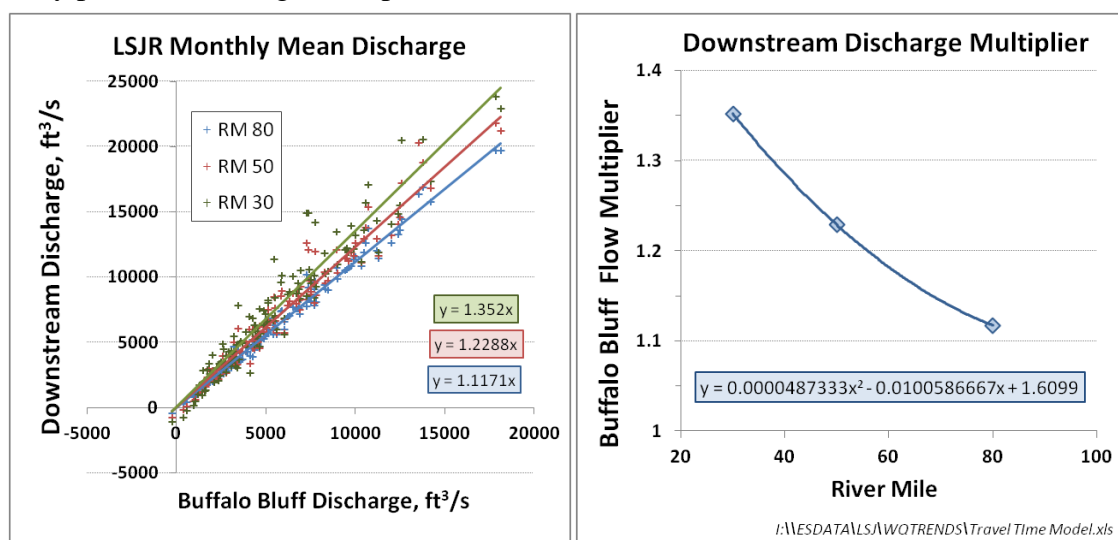 LSJR Monthly Mean Discharge
25000
20000
15000
10000
5000
0
-5000
-5000
0
5000
10000
15000
20000
Downstream Discharge, ft³/s
Buffalo Bluff Discharge, ft³/s
RM 80
RM 50
RM 30
y = 1.352x
y = 1.2288x
y = 1.1171x
Downstream Discharge Multiplier
1.4
1.3
1.2
1.1
1
20
40
60
80
100
Buffalo Bluff Flow Multiplier
River Mile
y = 0.0000487333x² - 0.0100586667x + 1.6099
I:\\ESDATA\LSJ\WQTRENDS\Travel TIme Model.xls